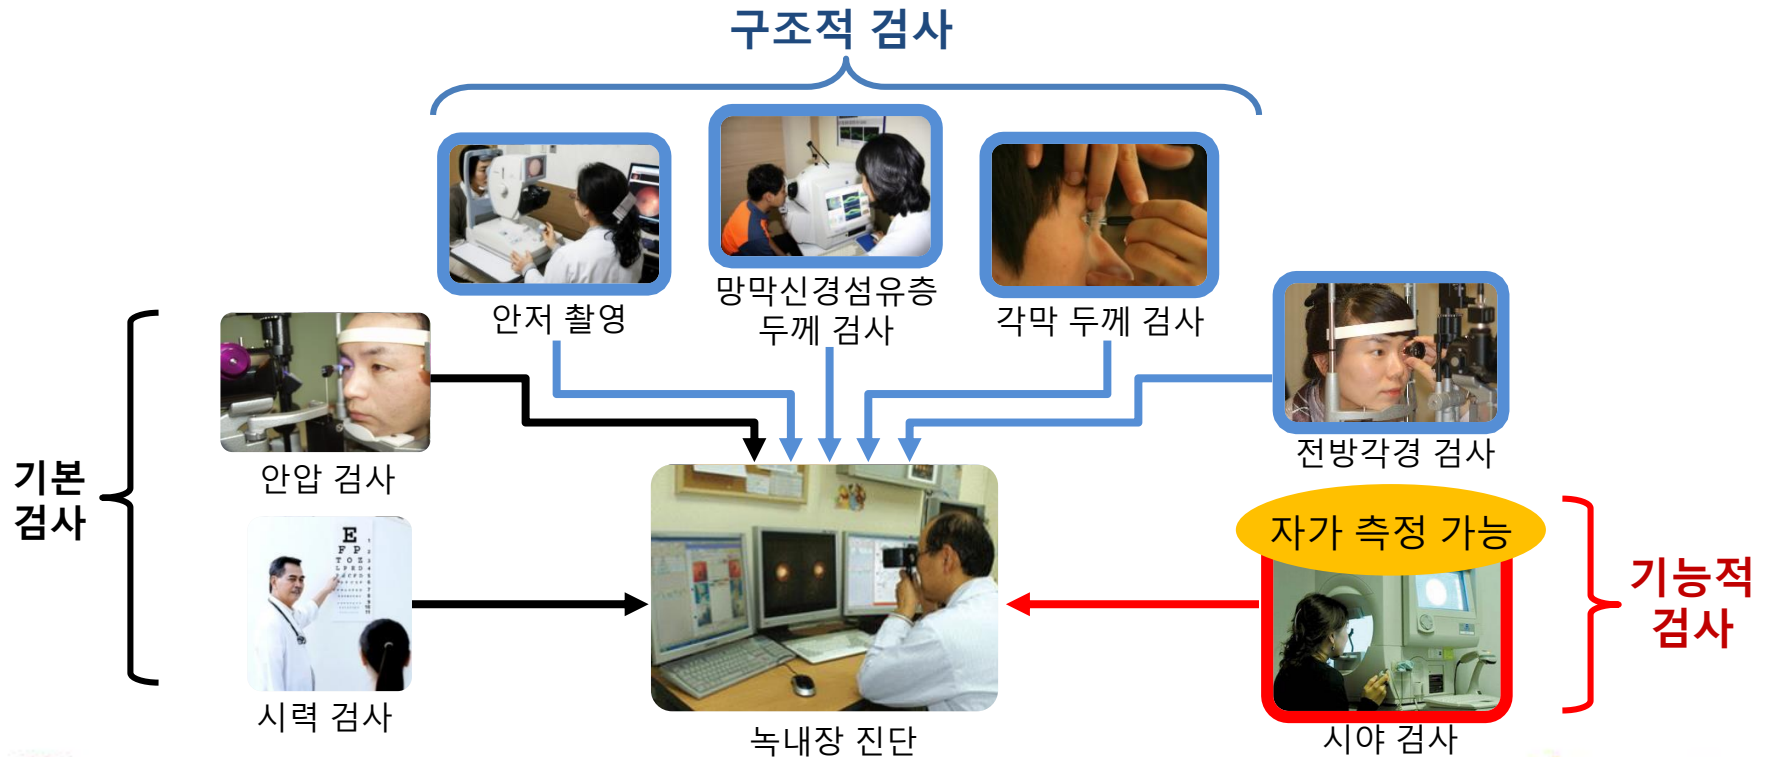 구조적 검사
안저 촬영
망막신경섬유층
두께 검사
각막 두께 검사
전방각경 검사
기본
검사
안압 검사
시력 검사
E
F P
T O Z
L P E D
녹내장 진단
자가 측정 가능
시야 검사
기능적
검사